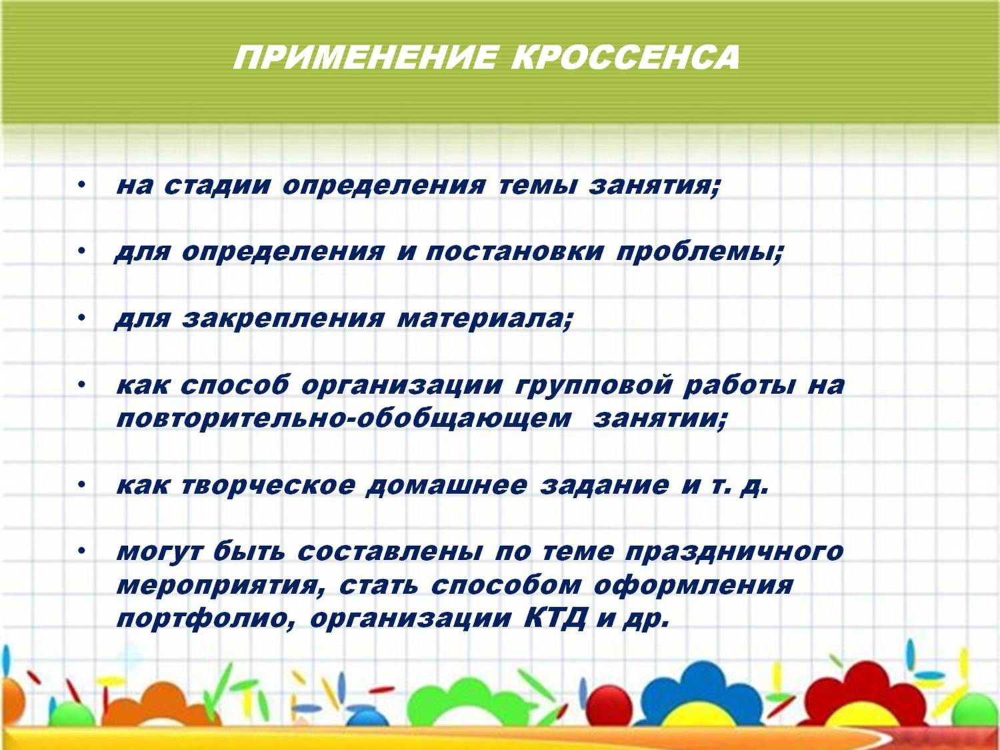 ПРИМЕНЕНИЕ КРОССЕНСА
• на стадии определения темы занятия;
• для определения и постановки проблемы;
• для закрепления материала;
• как способ организации групповой работы на
повторительно-обобщающем занятии;
• как творческое домашнее задание и т. д.
• могут быть составлены по теме праздничного
мероприятия, стать способом оформления
портфолио, организации КТД и др.